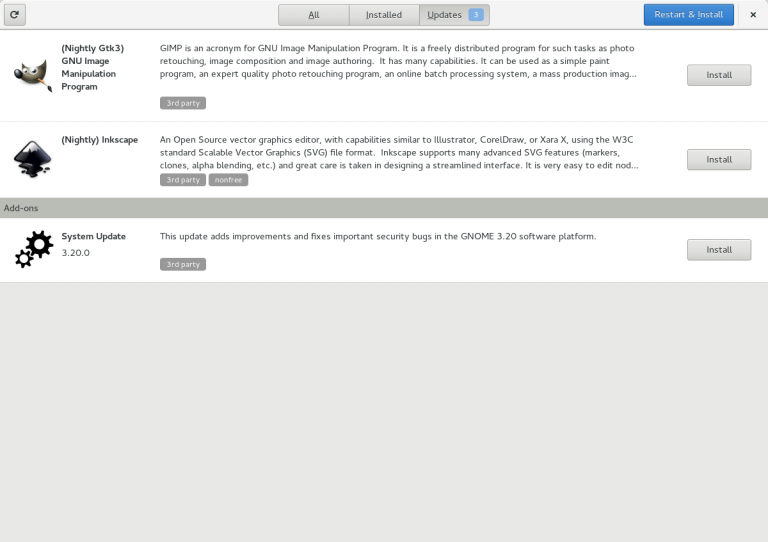 All Installed Updates 3 Restart & Install
(Nightly Gtk3)
GNU Image
Manipulation
Program
GIMP is an acronym for GNU Image Manipulation Program. It is a freely distributed program for such tasks as photo
retouching, image composition and image authoring. It has many capabilities. It can be used as a simple paint
program, an expert quality photo retouching program, an online batch processing system, a mass production imag...
3rd party
Install
(Nightly) Inkscape
An Open Source vector graphics editor, with capabilities similar to Illustrator, CorelDraw, or Xara X, using the W3C
standard Scalable Vector Graphics (SVG) file format. Inkscape supports many advanced SVG features (markers,
clones, alpha blending, etc.) and great care is taken in designing a streamlined interface. It is very easy to edit nod...
3rd party nonfree
Install
Add-ons
System Update
3.20.0
This update adds improvements and fixes important security bugs in the GNOME 3.20 software platform.
3rd party
Install